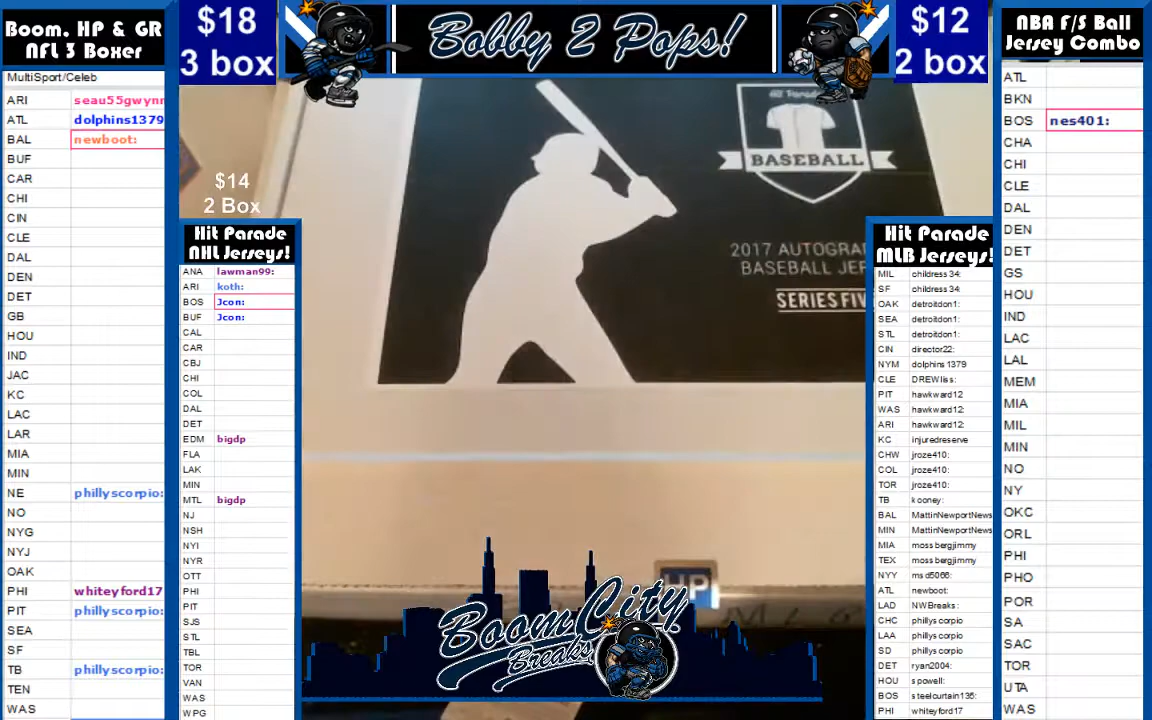 Boom, HP & GR
NFL 3 Boxer
MultiSport/Celeb
ARI seau55gwynn
ATL dolphins1379
BAL newboot:
BUF
CAR
CHI
CIN
CLE
DAL
DEN
DET
GB
HOU
IND
JAC
KC
LAC
LAR
MIA
MIN
NE phillyscorpio:
NO
NYG
NYJ
OAK
PHI whiteyford17
PIT phillyscorpio:
SEA
SF
TB phillyscorpio:
TEN
WAS
$18
3 box
Bobby 2 Pops!
$12
2 box
$14
2 Box
Hit Parade
NHL Jerseys!
ANA lawman99:
ARI koth:
BOS Jcon:
BUF Jcon:
CAL
CAR
CBJ
CHI
COL
DAL
DET
EDM bigdp
FLA
LAK
MIN
MTL bigdp
NJ
NSH
NYI
NYR
OTT
PHI
PIT
SJS
STL
TBL
TOR
VAN
WAS
WPG
Hit Parade
BASEBALL
2017 AUTOGRA
BASEBALL JER
SERIES FIV
HP
Boom City
Breaks
Hit Parade
MLB Jerseys!
MIL childress34:
SF childress34:
OAK detroitdon1:
SEA detroitdon1:
STL detroitdon1:
CIN director22:
NYM dolphins1379
CLE DREWliss:
PIT hawkward12
WAS hawkward12:
ARI hawkward12:
KC injuredreserve
CHW jroze410:
COL jroze410:
TOR jroze410:
TB kooney:
BAL MattinNewportNews
MIN MattinNewportNews
MIA mossbergjimmy
TEX mossbergjimmy
NYY msd5066:
ATL newboot:
LAD NWBreaks:
CHC phillyscorpio
LAA phillyscorpio
SD phillyscorpio
DET ryan2004:
HOU spowell:
BOS steelcurtain135:
PHI whiteyford17
NBA F/S Ball
Jersey Combo
ATL
BKN
BOS nes401:
CHA
CHI
CLE
DAL
DEN
DET
GS
HOU
IND
LAC
LAL
MEM
MIA
MIL
MIN
NO
NY
OKC
ORL
PHI
PHO
POR
SA
SAC
TOR
UTA
WAS